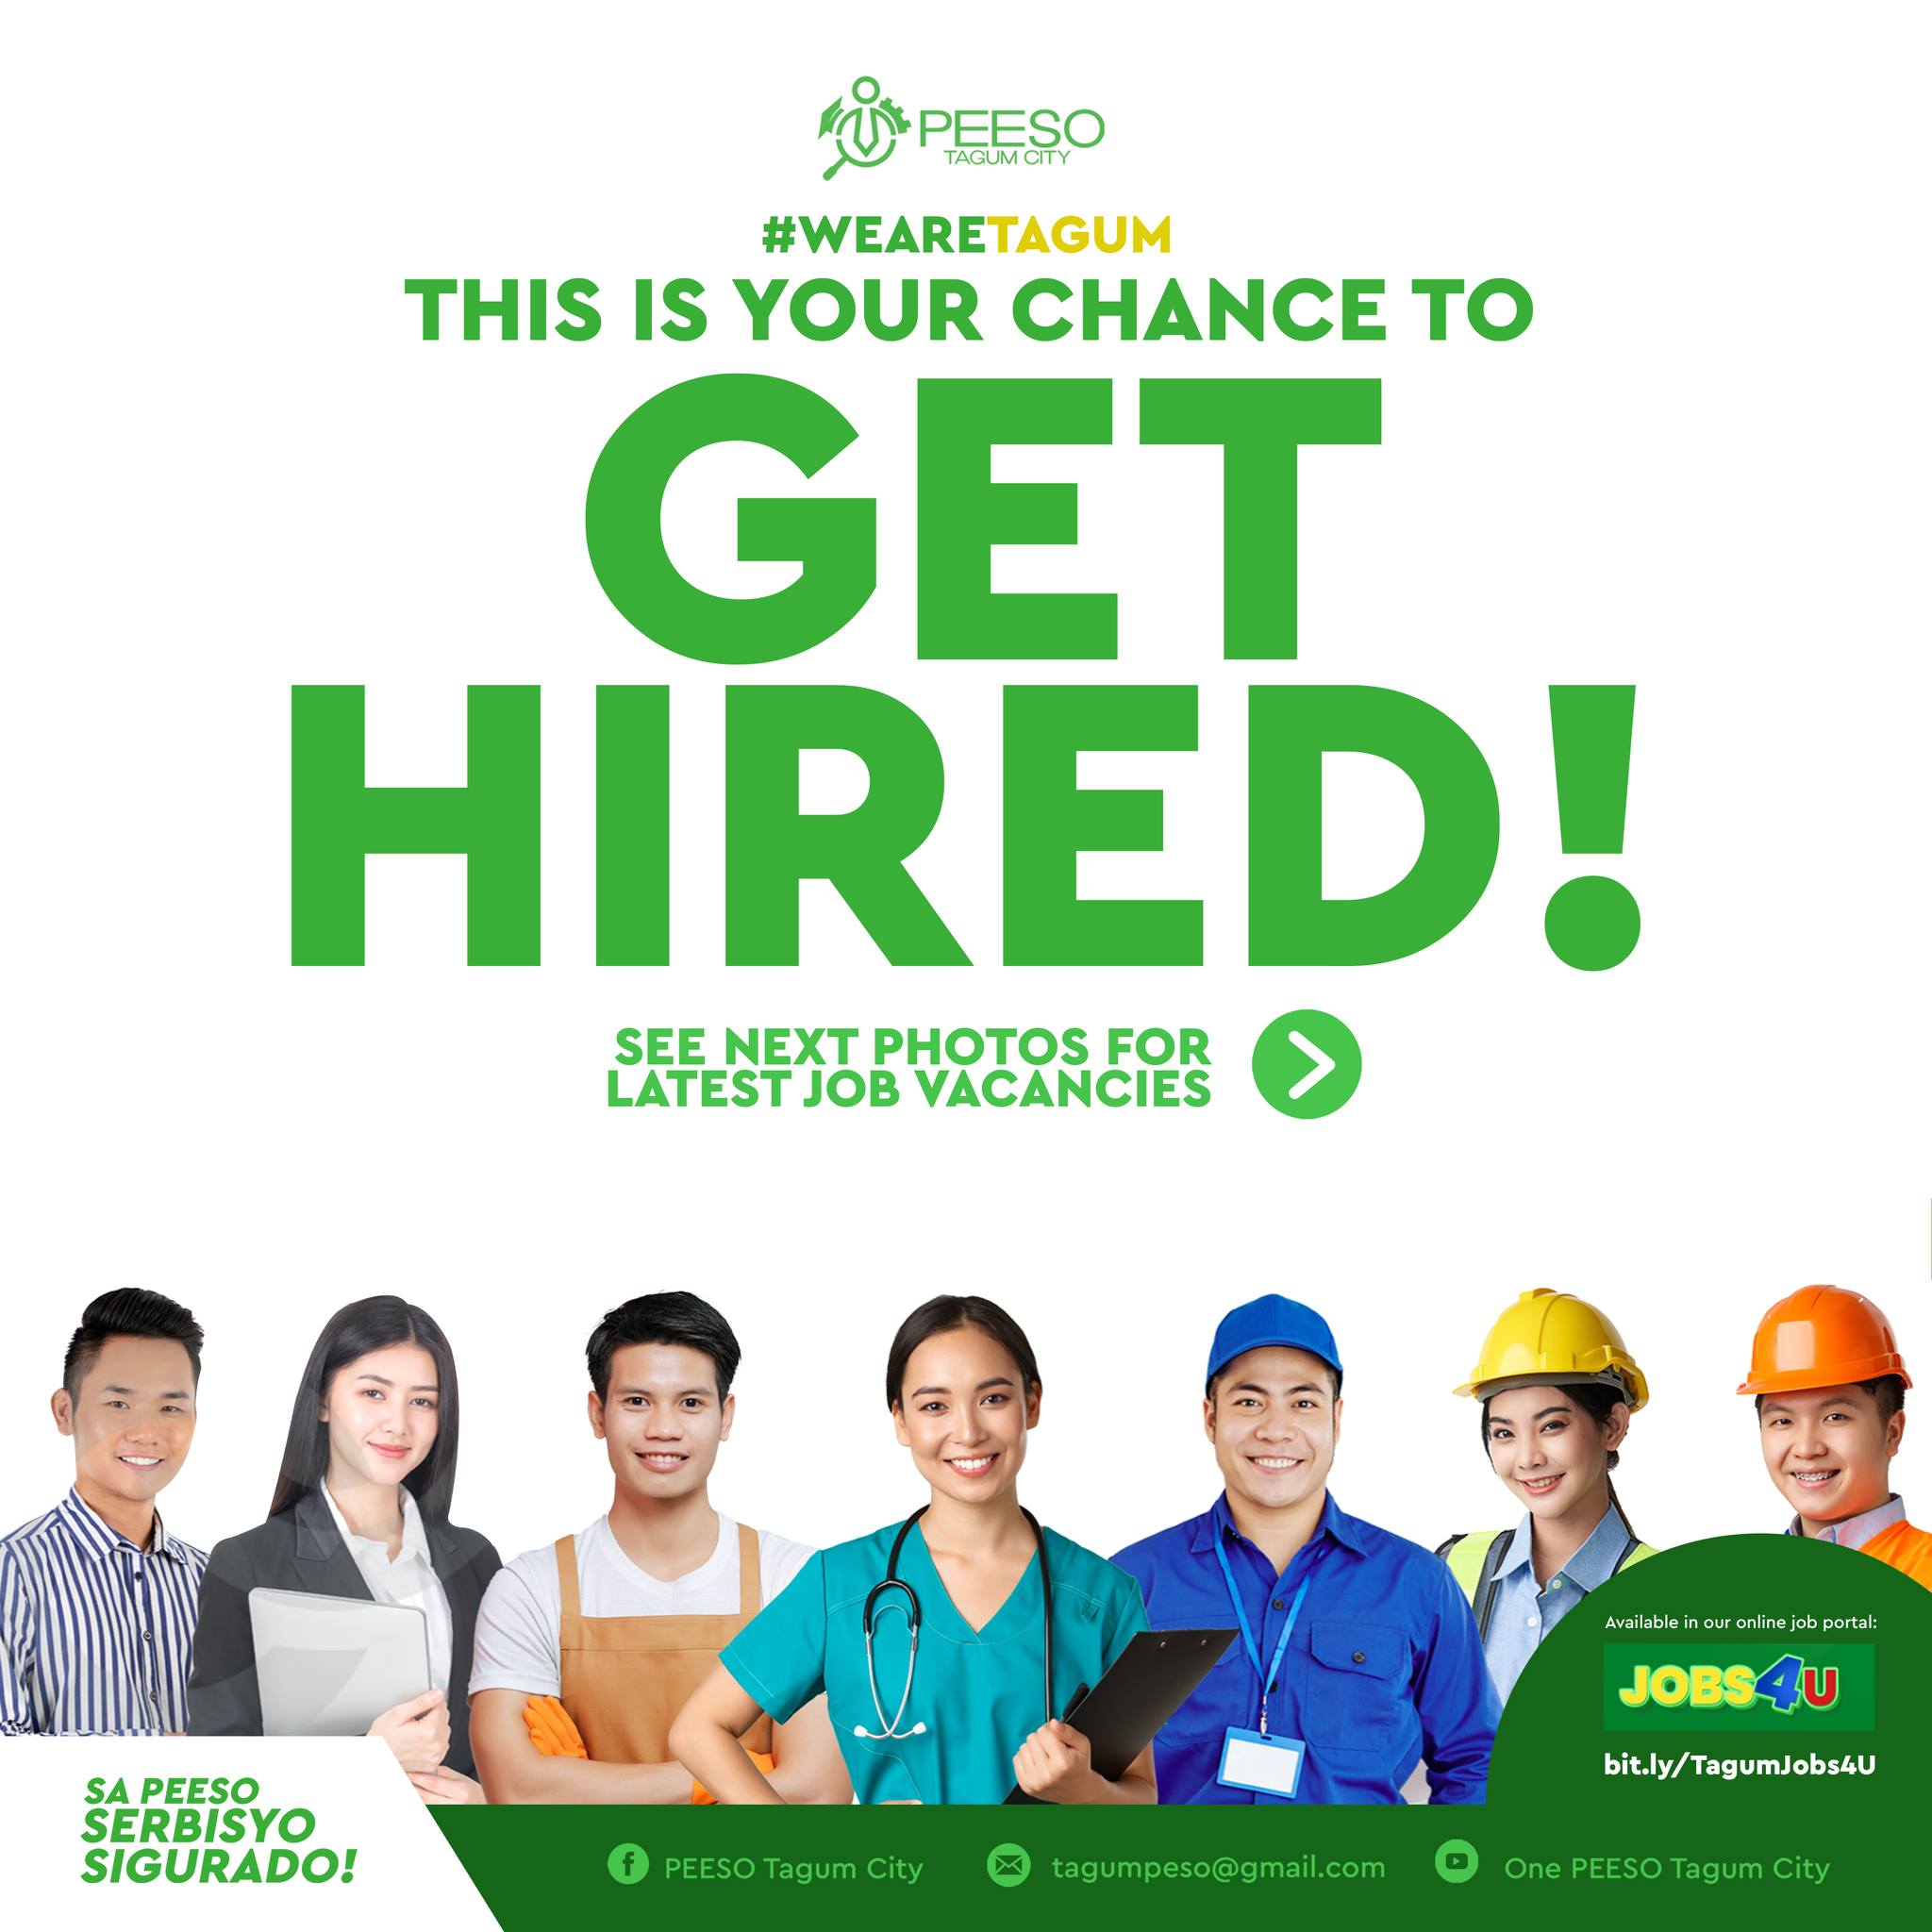 PEESO
TAGUM CITY
#WEARETAGUM
THIS IS YOUR CHANCE TO
GET
HIRED!
SEE NEXT PHOTOS FOR
LATEST JOB VACANCIES
Available in our online job portal:
JOBS4U
bit.ly/TagumJobs4U
SA PEESO
SERBISYO
SIGURADO!
PEESO Tagum City
tagumpeso@gmail.com
One PEESO Tagum City